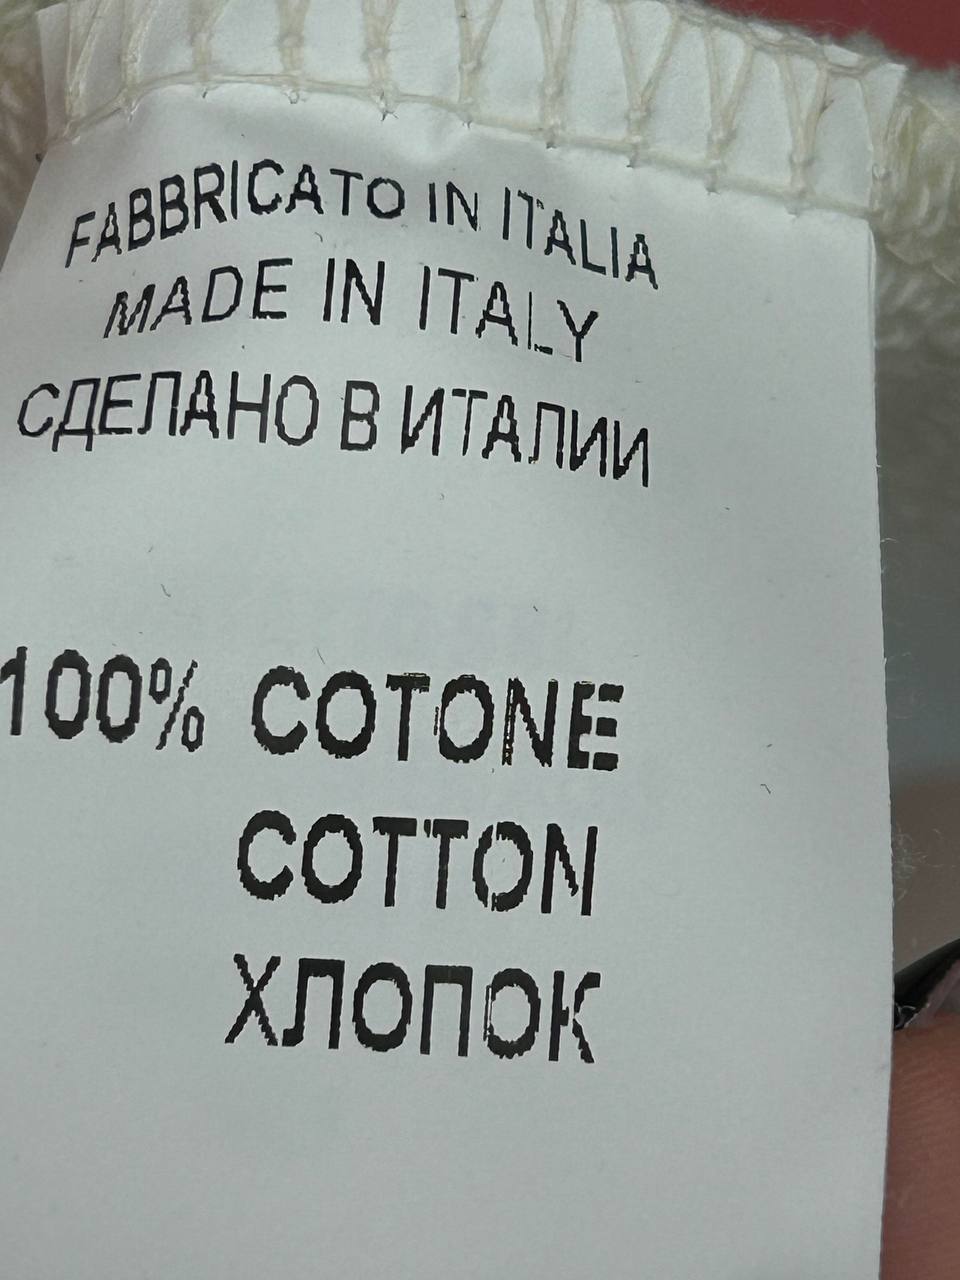 FABBRICATO IN ITALIA
MADE IN ITALY
СДЕЛАНО В ИТАЛИИ
100% COTONE
COTTON
ХЛОПОК